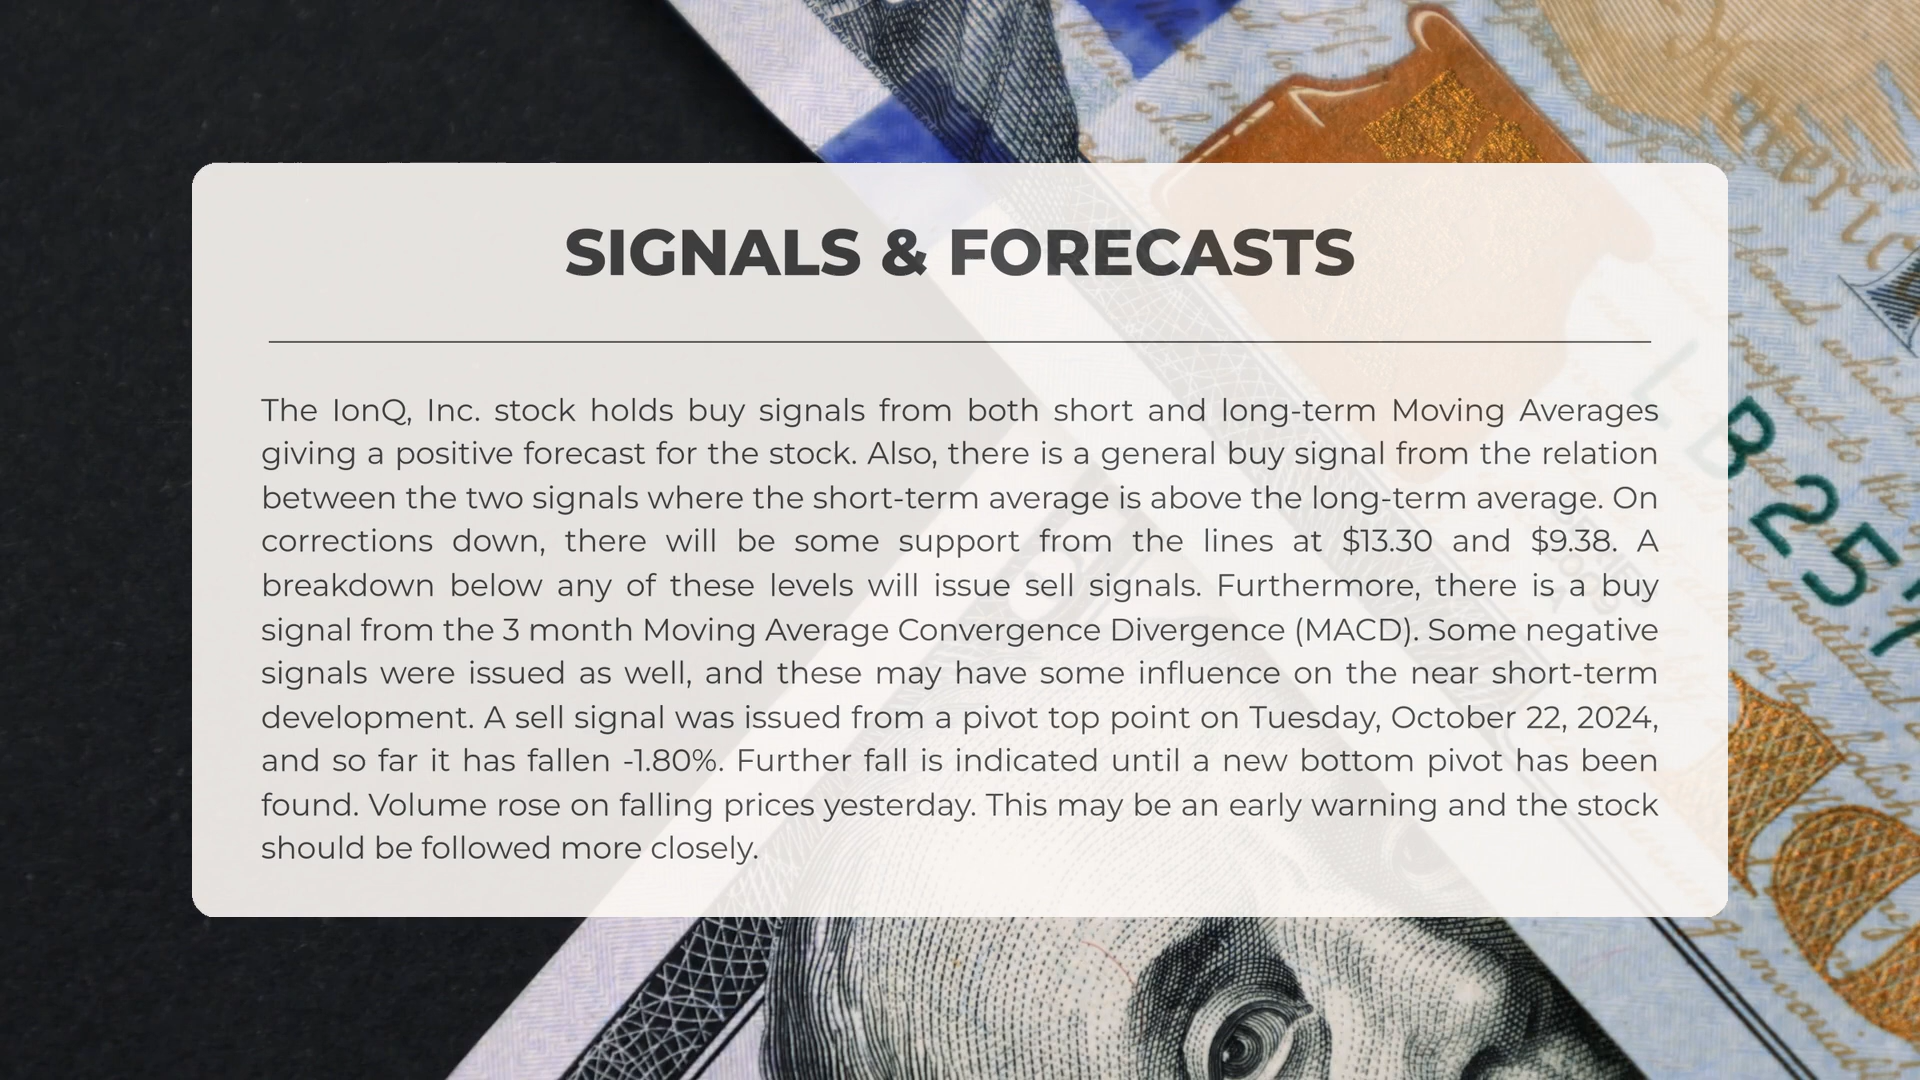 SIGNALS & FORECASTS
The IonQ, Inc. stock holds buy signals from both short and long-term Moving Averages
giving a positive forecast for the stock. Also, there is a general buy signal from the relation
between the two signals where the short-term average is above the long-term average. On
corrections down, there will be some support from the lines at $13.30 and $9.38. A
breakdown below any of these levels will issue sell signals. Furthermore, there is a buy
signal from the 3 month Moving Average Convergence Divergence (MACD). Some negative
signals were issued as well, and these may have some influence on the near short-term
development. A sell signal was issued from a pivot top point on Tuesday, October 22, 2024,
and so far it has fallen -1.80%. Further fall is indicated until a new bottom pivot has been
found. Volume rose on falling prices yesterday. This may be an early warning and the stock
should be followed more closely.
L B 257